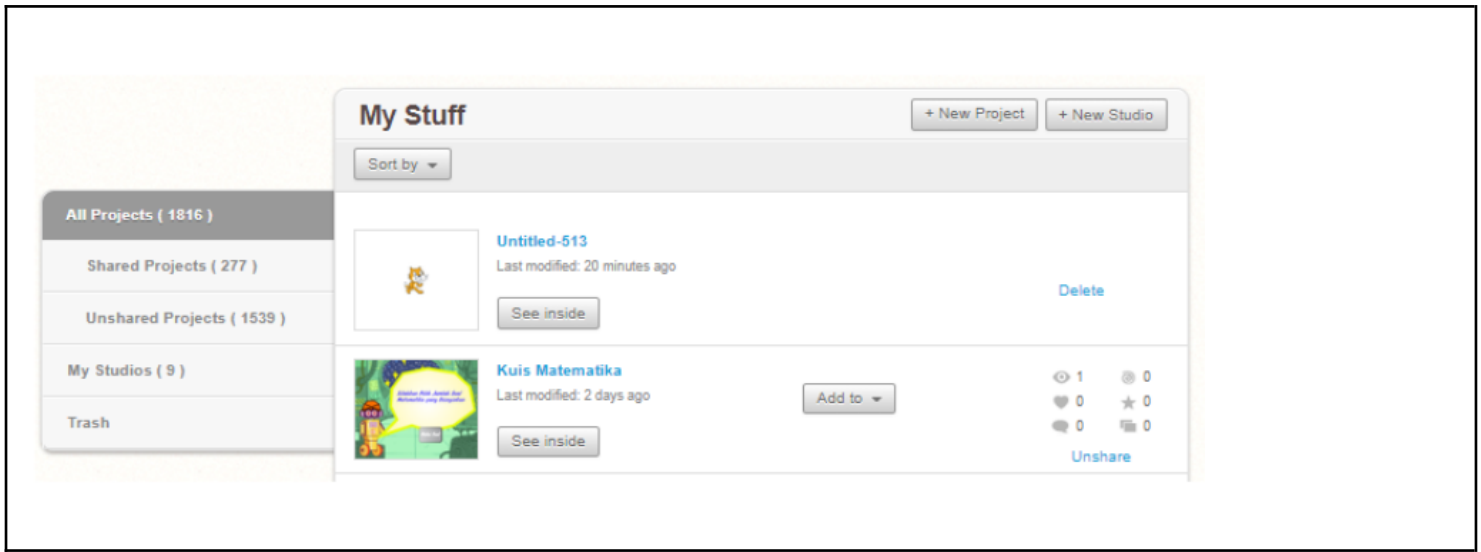 My Stuff
+ New Project
+ New Studio
Sort by
All Projects ( 1816 )
Shared Projects ( 277 )
Unshared Projects ( 1539 )
My Studios ( 9 )
Trash
Untitled-513
Last modified: 20 minutes ago
See inside
Delete
Kuis Matematika
Last modified: 2 days ago
See inside
Add to
1 0
0 0
0 0
Unshare